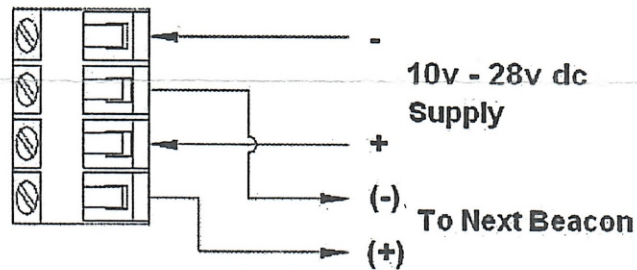 -
10v - 28v dc
Supply
+
(-)
To Next Beacon
(+)